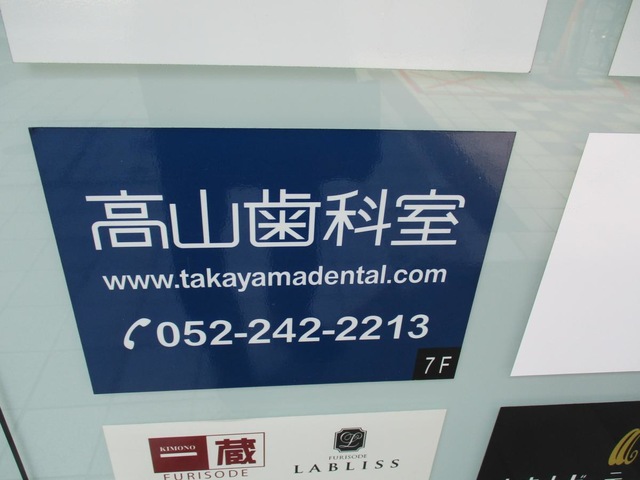 高山歯科室
www.takayamadental.com
052-242-2213
7F
KIMONO
一蔵
FURISODE
L
FURISODE
LABLISS